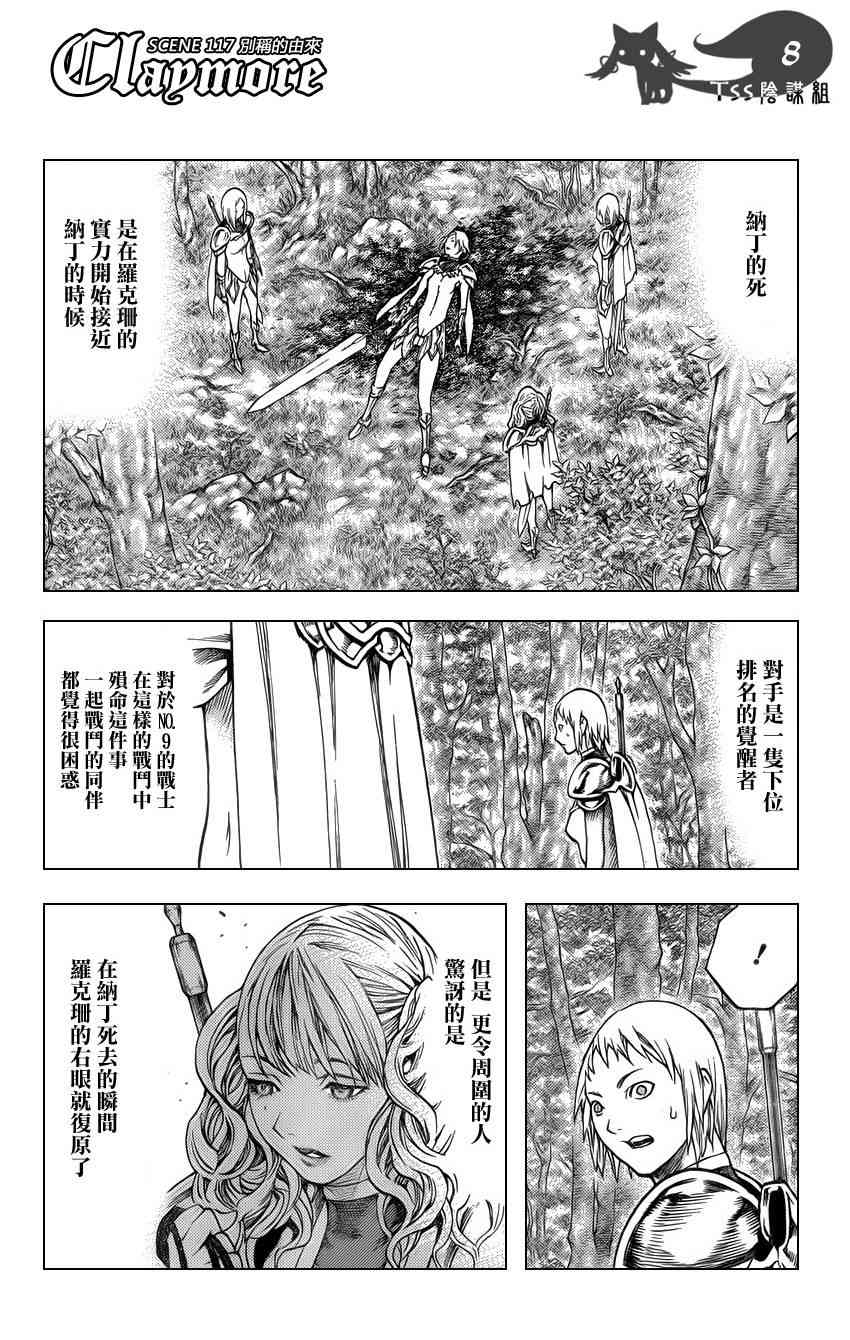 SCENE 117 別稱的由來
Claymore
8
Tss陰謀組
納丁的死
是在羅克珊的
實力開始接近
納丁的時候
對手是一隻下位
排名的覺醒者
對於NO.9的戰士
在這樣的戰鬥中
殞命這件事
一起戰鬥的同伴
都覺得很困惑
！
但是 更令周圍的人
驚訝的是
在納丁死去的瞬間
羅克珊的右眼就復原了